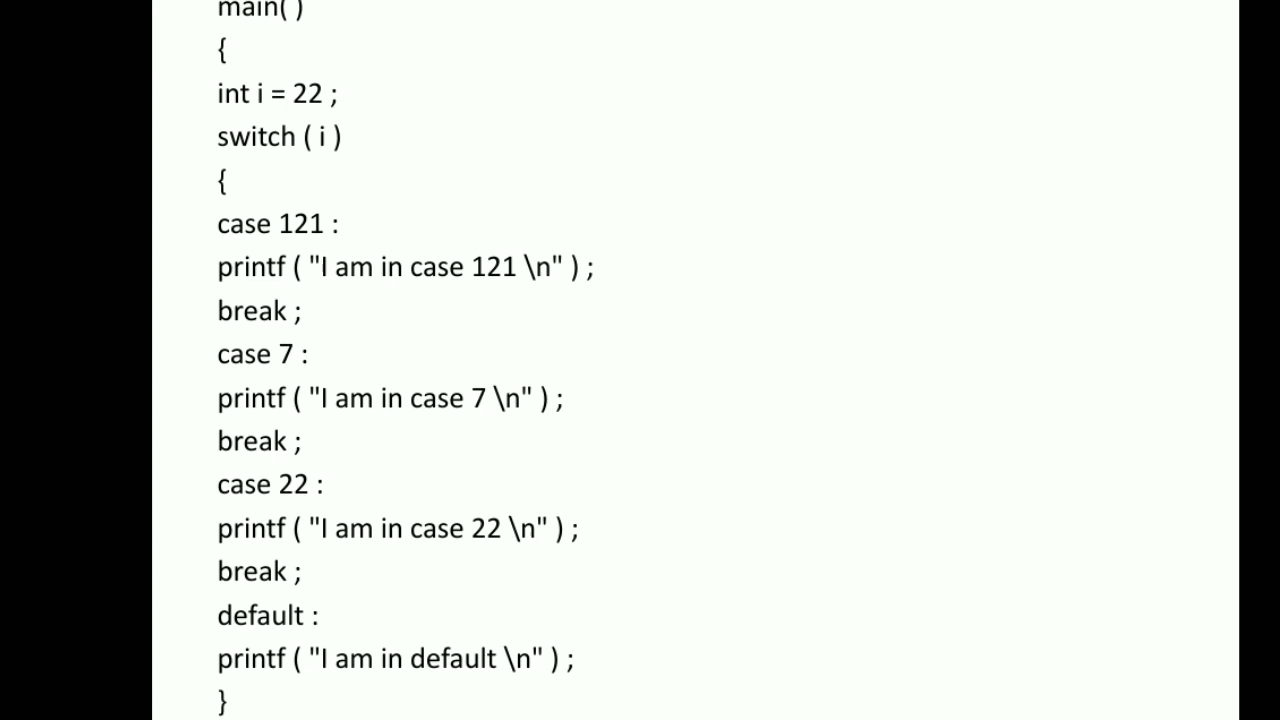 main( )
{
int i = 22 ;
switch ( i )
{
case 121 :
printf ( "I am in case 121 \n" ) ;
break ;
case 7 :
printf ( "I am in case 7 \n" ) ;
break ;
case 22 :
printf ( "I am in case 22 \n" ) ;
break ;
default :
printf ( "I am in default \n" ) ;
}